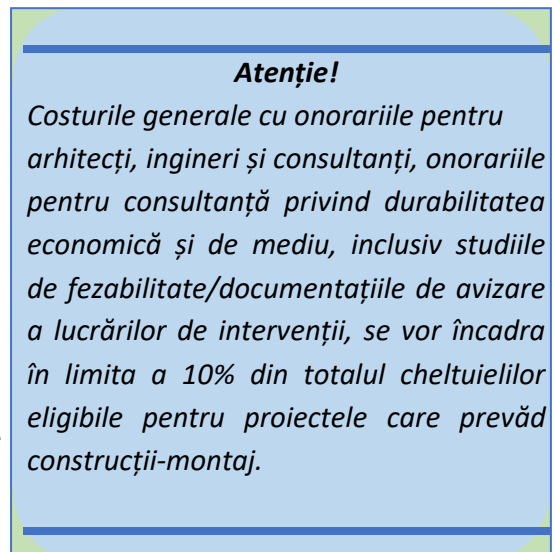 Atenție!
Costurile generale cu onorariile pentru
arhitecți, ingineri și consultanți, onorariile
pentru consultanță privind durabilitatea
economică și de mediu, inclusiv studiile
de fezabilitate/documentațiile de avizare
a lucrărilor de intervenții, se vor încadra
în limita a 10% din totalul cheltuielilor
eligibile pentru proiectele care prevăd
construcții-montaj.